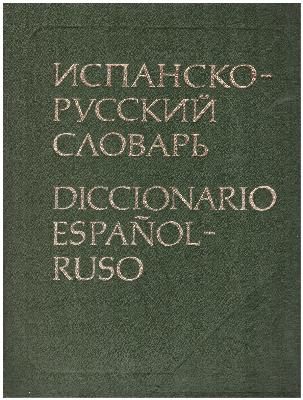 ИСПАНСКО-
РУССКИЙ
СЛОВАРЬ
DICCIONARIO
ESPAÑOL-
RUSO